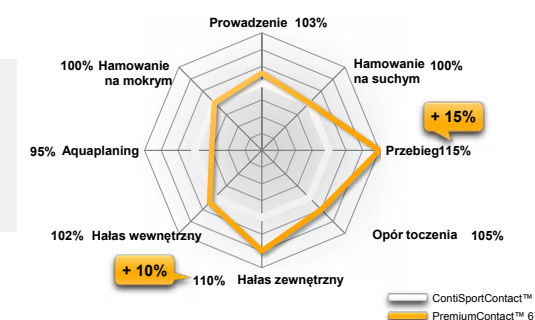 Prowadzenie 103%
100% Hamowanie
na mokrym
Hamowanie 100%
na suchym
+ 15%
95% Aquaplaning
Przebieg115%
102% Hałas wewnętrzny
Opór toczenia 105%
+ 10%
110% Hałas zewnętrzny
ContiSportContact™
PremiumContact™ 6